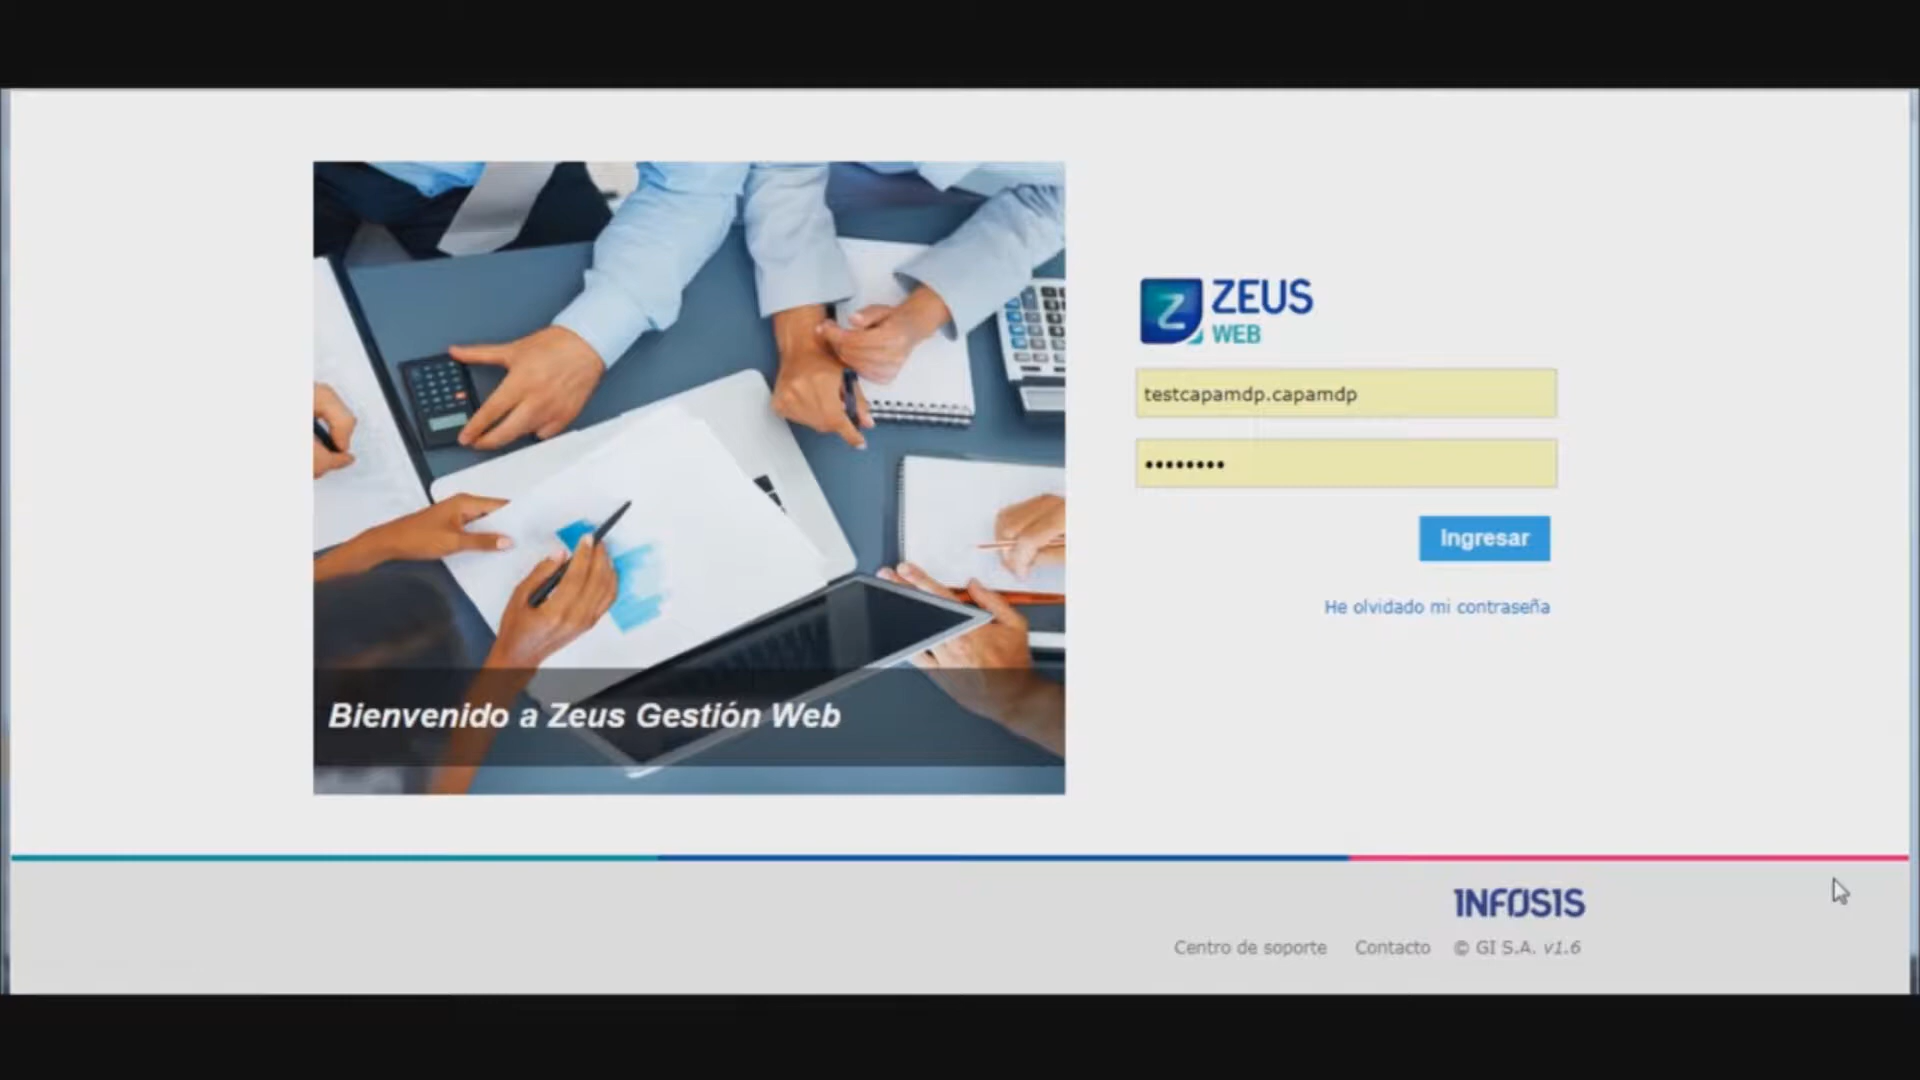 ZEUS
WEB
testcapamdp.capamdp
Ingresar
He olvidado mi contraseña
Bienvenido a Zeus Gestión Web
INFOSIS
Centro de soporte Contacto © GI S.A. v1.6